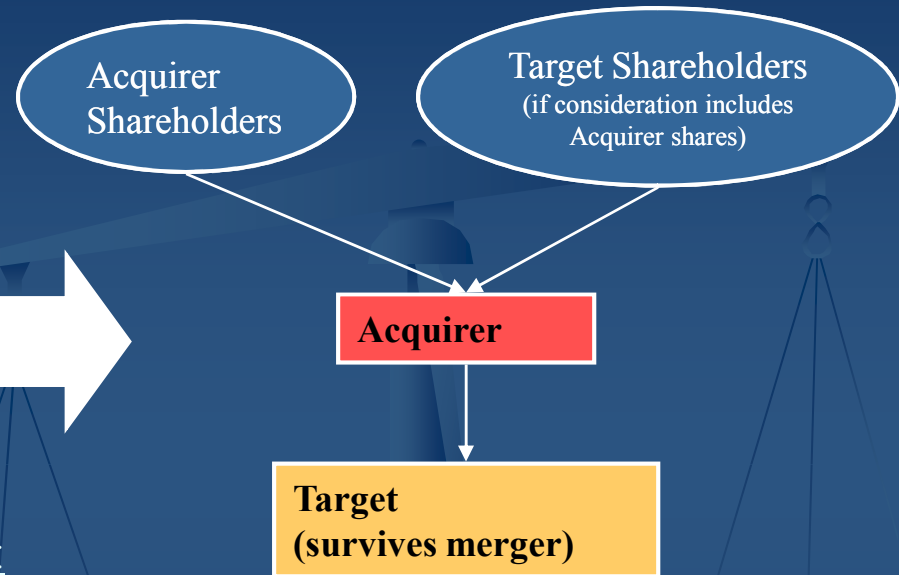 Acquirer
Shareholders
Target Shareholders
(if consideration includes
Acquirer shares)
Acquirer
Target
(survives merger)